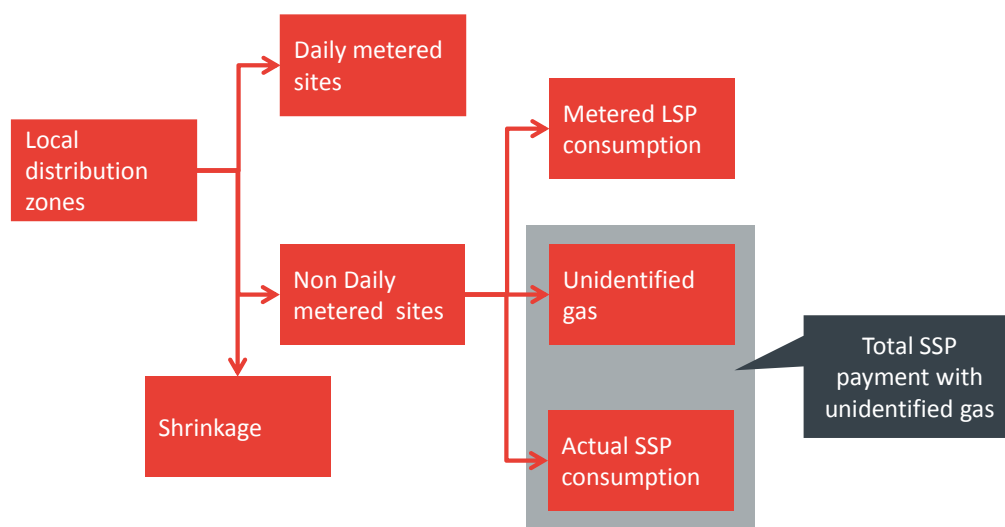 Daily metered
sites
Local
distribution
zones
Metered LSP
consumption
Non Daily
metered sites
Unidentified
gas
Total SSP
payment with
unidentified gas
Shrinkage
Actual SSP
consumption